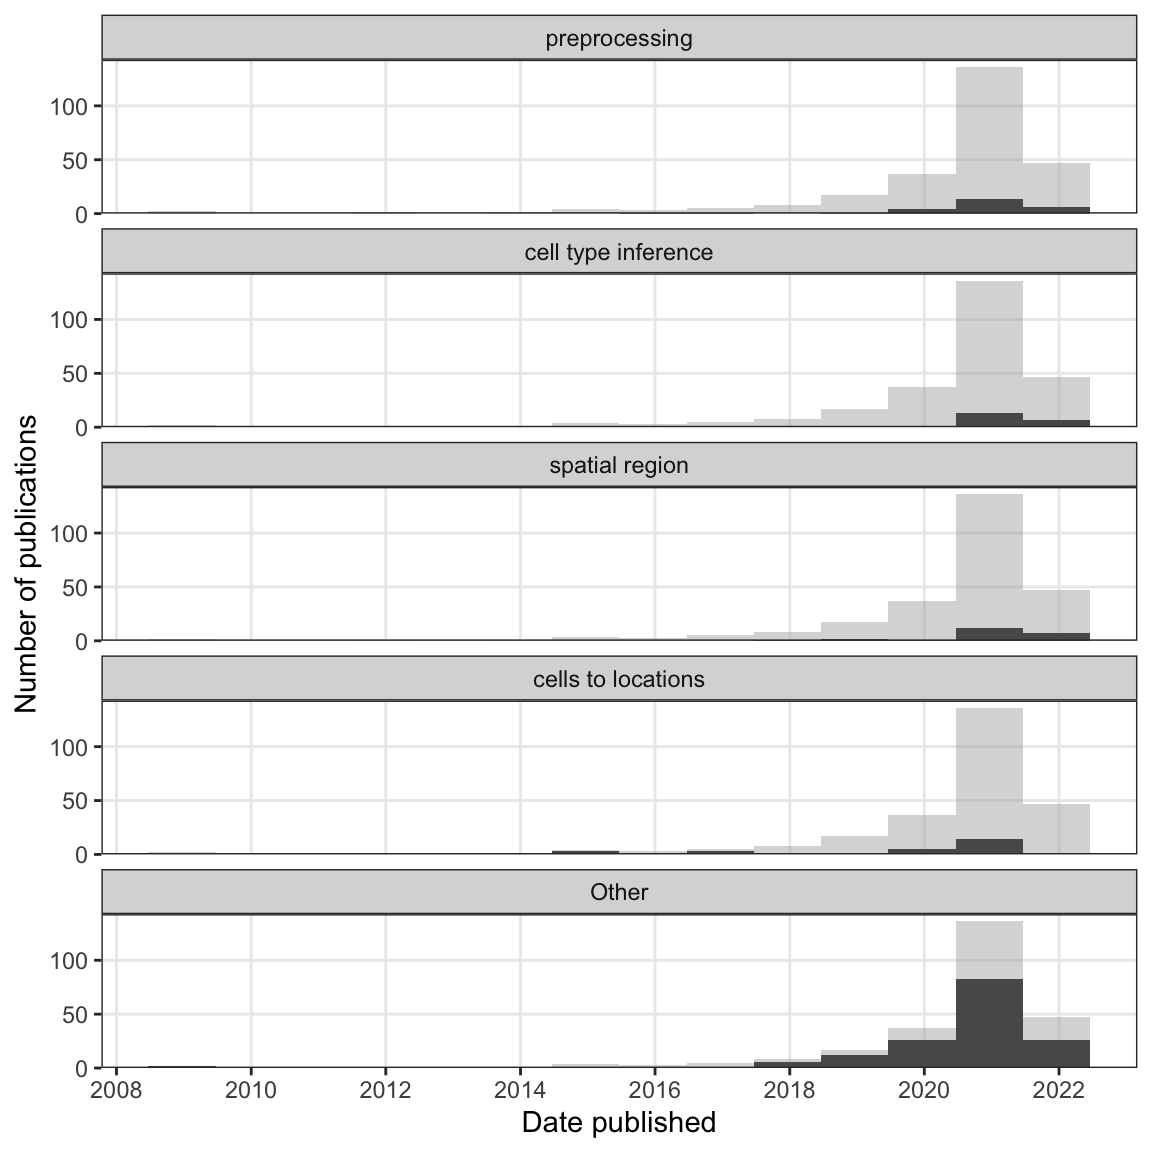 preprocessing
100
50
0
cell type inference
100
50
0
spatial region
100
50
0
cells to locations
100
50
0
Other
100
50
0
2008 2010 2012 2014 2016 2018 2020 2022
Date published
Number of publications